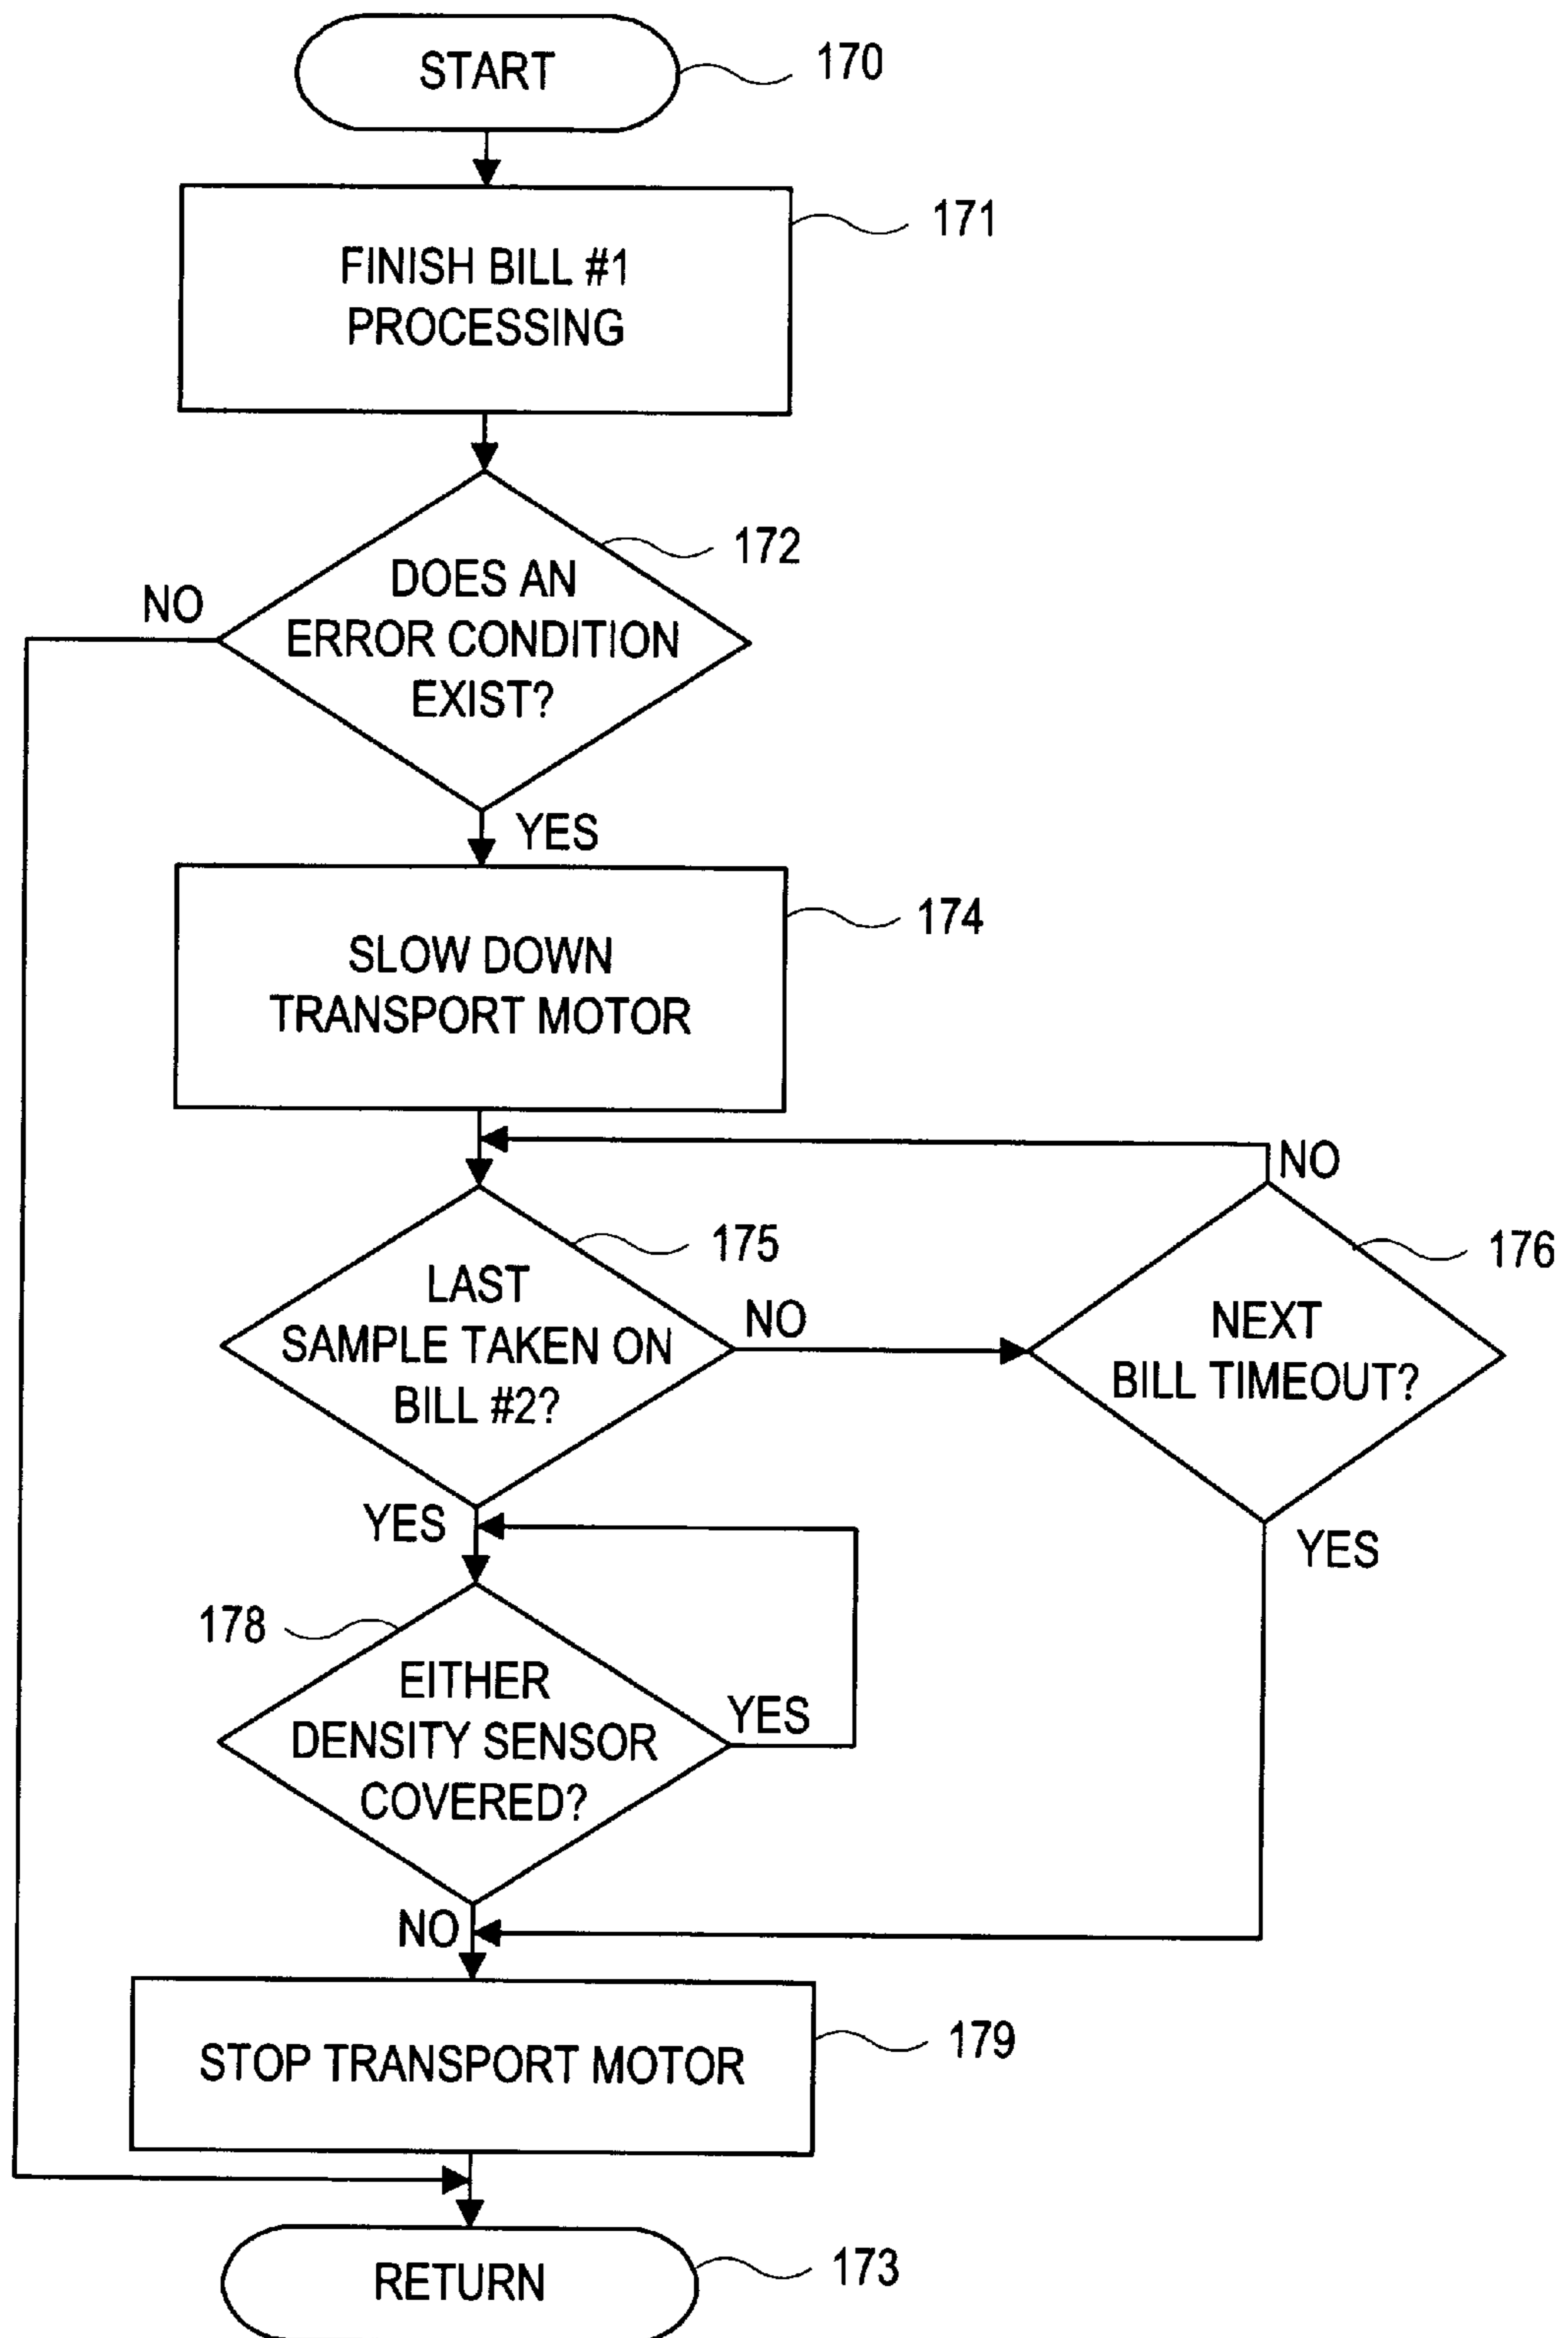 START
170
FINISH BILL #1
PROCESSING
171
172
DOES AN
ERROR CONDITION
EXIST?
NO
YES
174
SLOW DOWN
TRANSPORT MOTOR
NO
175
176
LAST
SAMPLE TAKEN ON
BILL #2?
NO
NEXT
BILL TIMEOUT?
YES
YES
178
EITHER
DENSITY SENSOR
COVERED?
YES
NO
179
STOP TRANSPORT MOTOR
RETURN
173